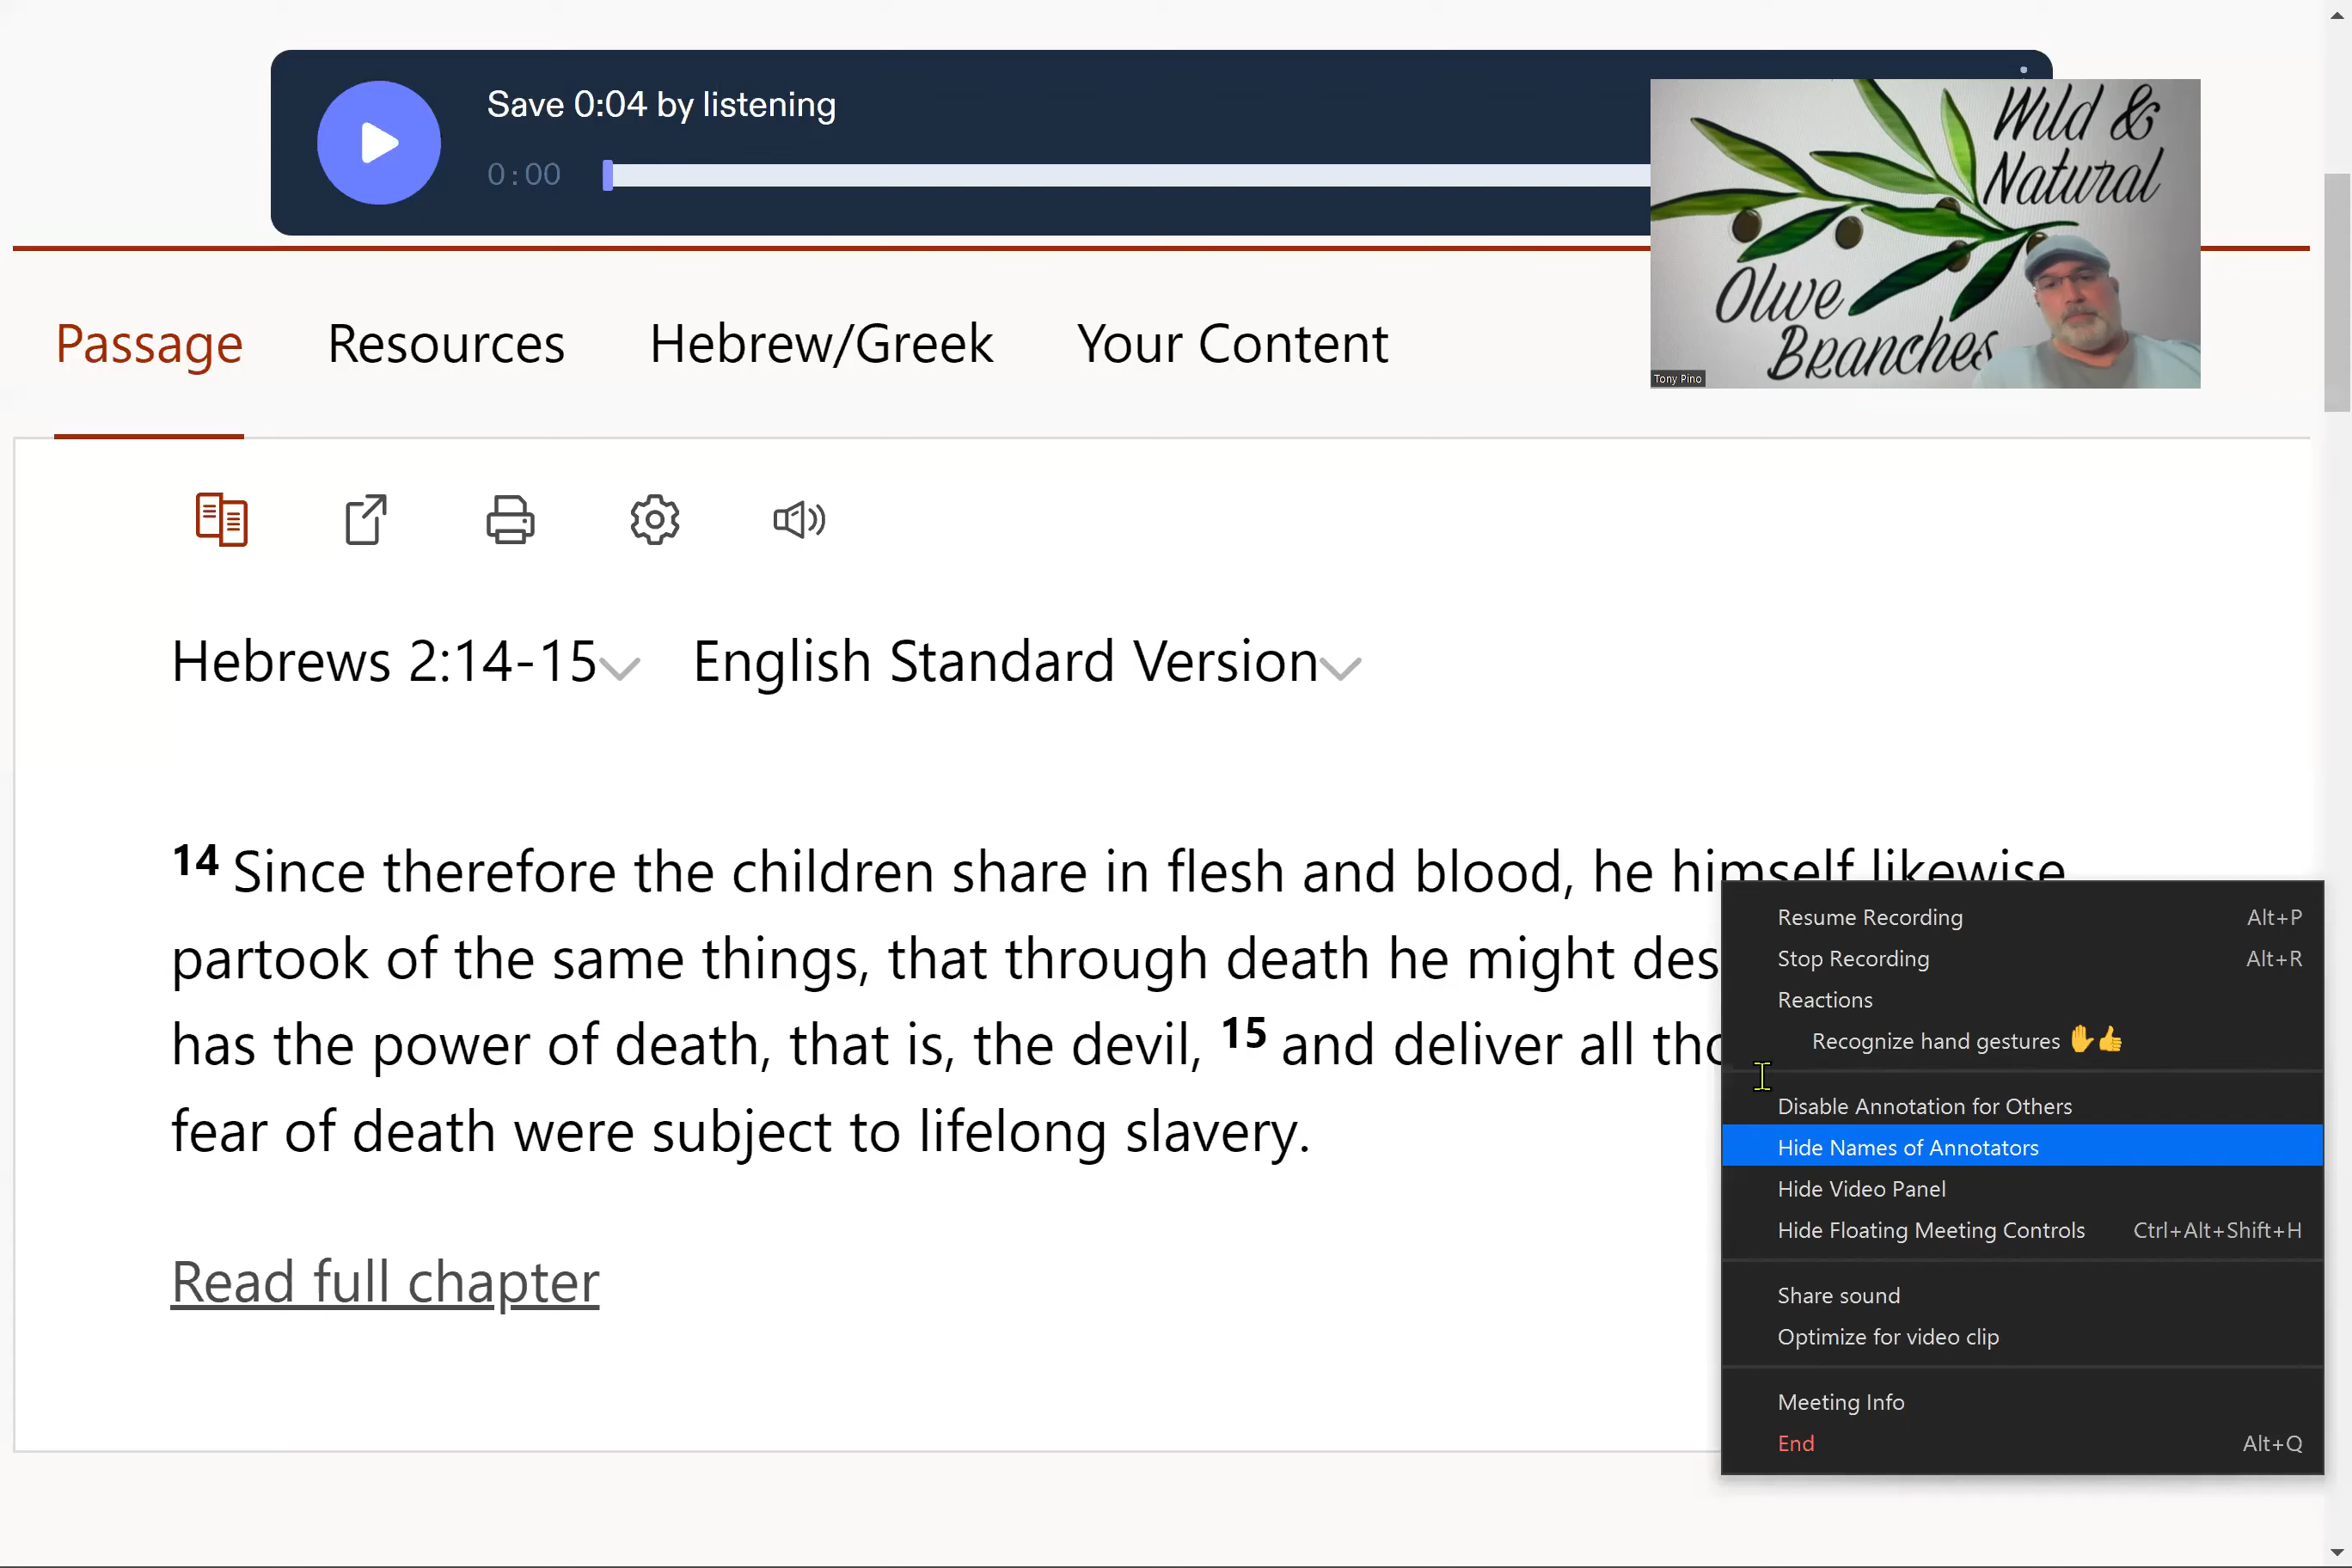 Save 0:04 by listening
0:00
Wild &
Natural
Olive
Branches
Tony Pino
Passage Resources Hebrew/Greek Your Content
Hebrews 2:14-15 English Standard Version
14 Since therefore the children share in flesh and blood, he himself likewise
partook of the same things, that through death he might des
has the power of death, that is, the devil, 15 and deliver all tho
fear of death were subject to lifelong slavery.
Read full chapter
Resume Recording Alt+P
Stop Recording Alt+R
Reactions
Recognize hand gestures ✋👍
Disable Annotation for Others
Hide Names of Annotators
Hide Video Panel
Hide Floating Meeting Controls Ctrl+Alt+Shift+H
Share sound
Optimize for video clip
Meeting Info
End Alt+Q